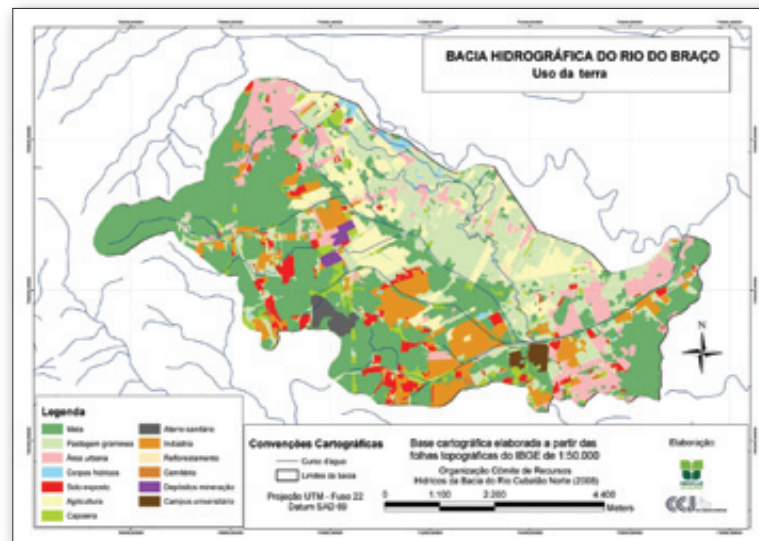 BACIA HIDROGRÁFICA DO RIO DO BRAÇO
Uso da terra
N
Legenda
Mata
Pastagem gramínea
Área urbana
Corpos hídricos
Solo exposto
Agricultura
Capoeira
Aterro sanitário
Indústria
Reflorestamento
Cemitério
Depósitos mineração
Campus universitário
Convenções Cartográficas
Curso d'água
Limites da bacia
Projeção UTM - Fuso 22
Datum SAD 69
Base cartográfica elaborada a partir das
folhas topográficas do IBGE de 1:50.000
Organização Cômite de Recursos
Hídricos da Bacia do Rio Cubatão Norte (2008)
0 1.100 2.200 4.400
Meters
Elaboração:
CCJ